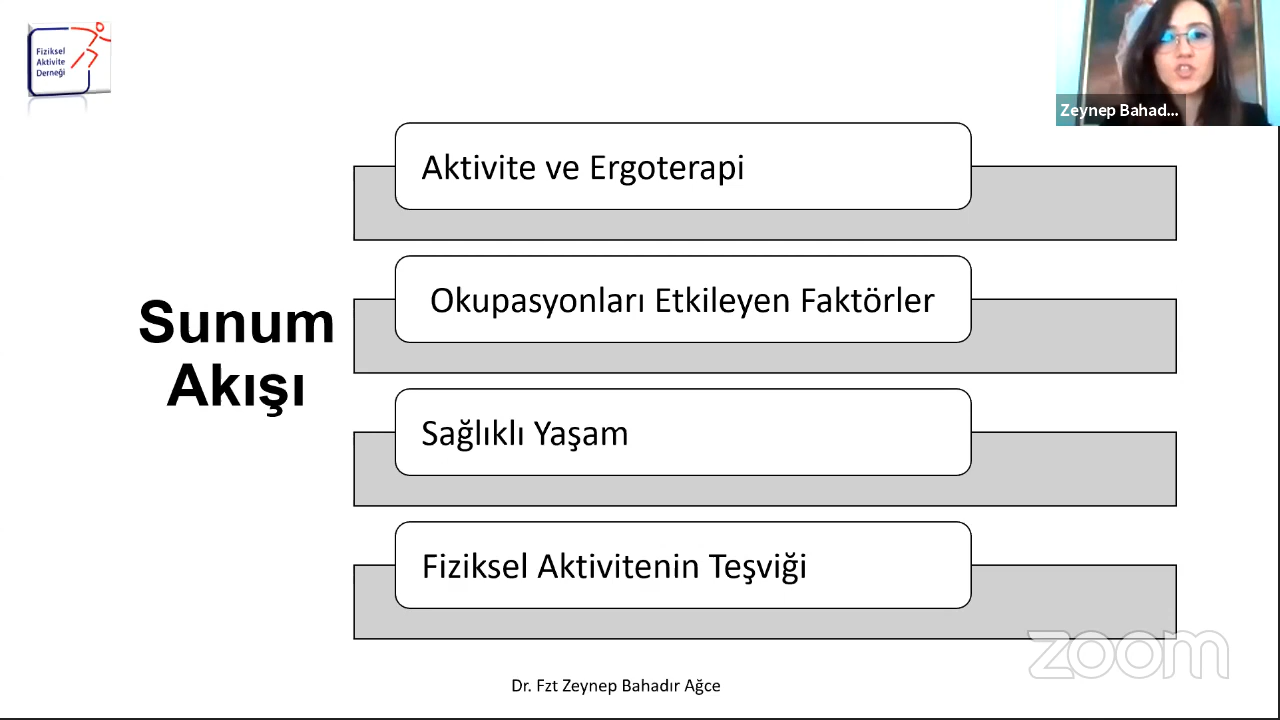 Fiziksel
Aktivite
Derneği
Zeynep Bahad...
Aktivite ve Ergoterapi
Okupasyonları Etkileyen Faktörler
Sunum
Akışı
Sağlıklı Yaşam
Fiziksel Aktivitenin Teşviği
zoom
Dr. Fzt Zeynep Bahadır Ağce